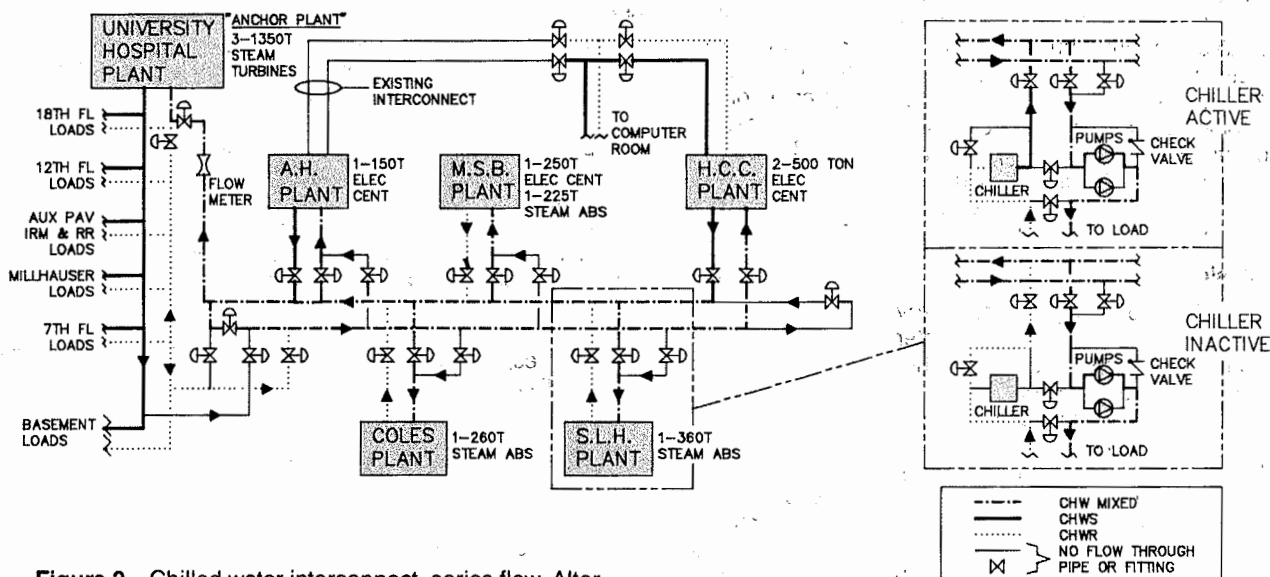 UNIVERSITY
HOSPITAL
PLANT
"ANCHOR PLANT"
3-1350T
STEAM
TURBINES
18TH FL
LOADS
12TH FL
LOADS
AUX PAV
IRM & RR
LOADS
MILLHAUSER
LOADS
7TH FL
LOADS
BASEMENT
LOADS
FLOW
METER
EXISTING
INTERCONNECT
TO
COMPUTER
ROOM
A.H.
PLANT
1-150T
ELEC
CENT
M.S.B.
PLANT
1-250T
ELEC CENT
1-225T
STEAM ABS
H.C.C.
PLANT
2-500 TON
ELEC
CENT
COLES
PLANT
1-260T
STEAM ABS
S.L.H.
PLANT
1-360T
STEAM ABS
CHILLER
ACTIVE
PUMPS
CHECK
VALVE
CHILLER
TO LOAD
CHILLER
INACTIVE
PUMPS
CHECK
VALVE
CHILLER
TO LOAD
CHW MIXED
CHWS
CHWR
NO FLOW THROUGH
PIPE OR FITTING
Figure 2 Chilled water interconnect, series flow. Alter